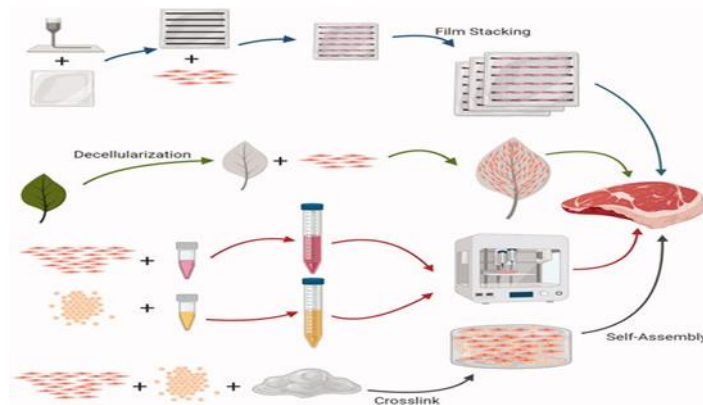 Film Stacking
Decellularization
Self-Assembly
Crosslink